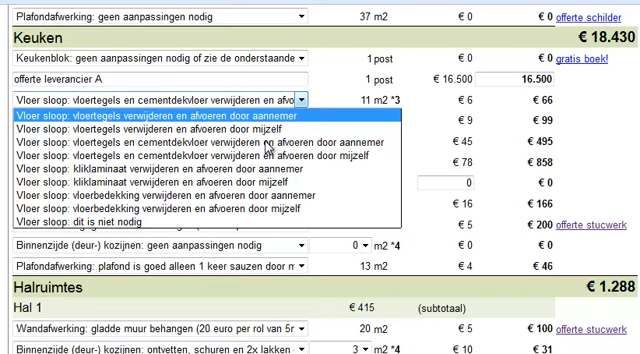 Plafondafwerking: geen aanpassingen nodig 37 m2 € 0 € 0 offerte schilder
Keuken € 18.430
Keukenblok: geen aanpassingen nodig of zie de onderstaande 1 post € 0 € 0 gratis boek!
offerte leverancier A 1 post € 16.500 16.500
Vloer sloop: vloertegels en cementdekvloer verwijderen en afvo 11 m2 *3 € 6 € 66
Vloer sloop: vloertegels verwijderen en afvoeren door aannemer € 9 € 99
Vloer sloop: vloertegels verwijderen en afvoeren door mijzelf
Vloer sloop: vloertegels en cementdekvloer verwijderen en afvoeren door aannemer € 45 € 495
Vloer sloop: vloertegels en cementdekvloer verwijderen en afvoeren door mijzelf € 78 € 858
Vloer sloop: kliklaminaat verwijderen en afvoeren door aannemer
Vloer sloop: kliklaminaat verwijderen en afvoeren door mijzelf 0 € 0
Vloer sloop: vloerbedekking verwijderen en afvoeren door aannemer
Vloer sloop: vloerbedekking verwijderen en afvoeren door mijzelf € 16 € 166
Vloer sloop: dit is niet nodig € 5 € 200 offerte stucwerk
Binnenzijde (deur-) kozijnen: geen aanpassingen nodig 0 m2 *4 € 0 € 0
Plafondafwerking: plafond is goed alleen 1 keer sauzen door m 13 m2 € 4 € 46
Halruimtes € 1.288
Hal 1 € 415 (subtotaal)
Wandafwerking: gladde muur behangen (20 euro per rol van 5r 20 m2 € 5 € 100 offerte stucwerk
Binnenzijde (deur-) kozijnen: ontvetten, schuren en 2x lakken 3 m2 *4 € 10 € 31